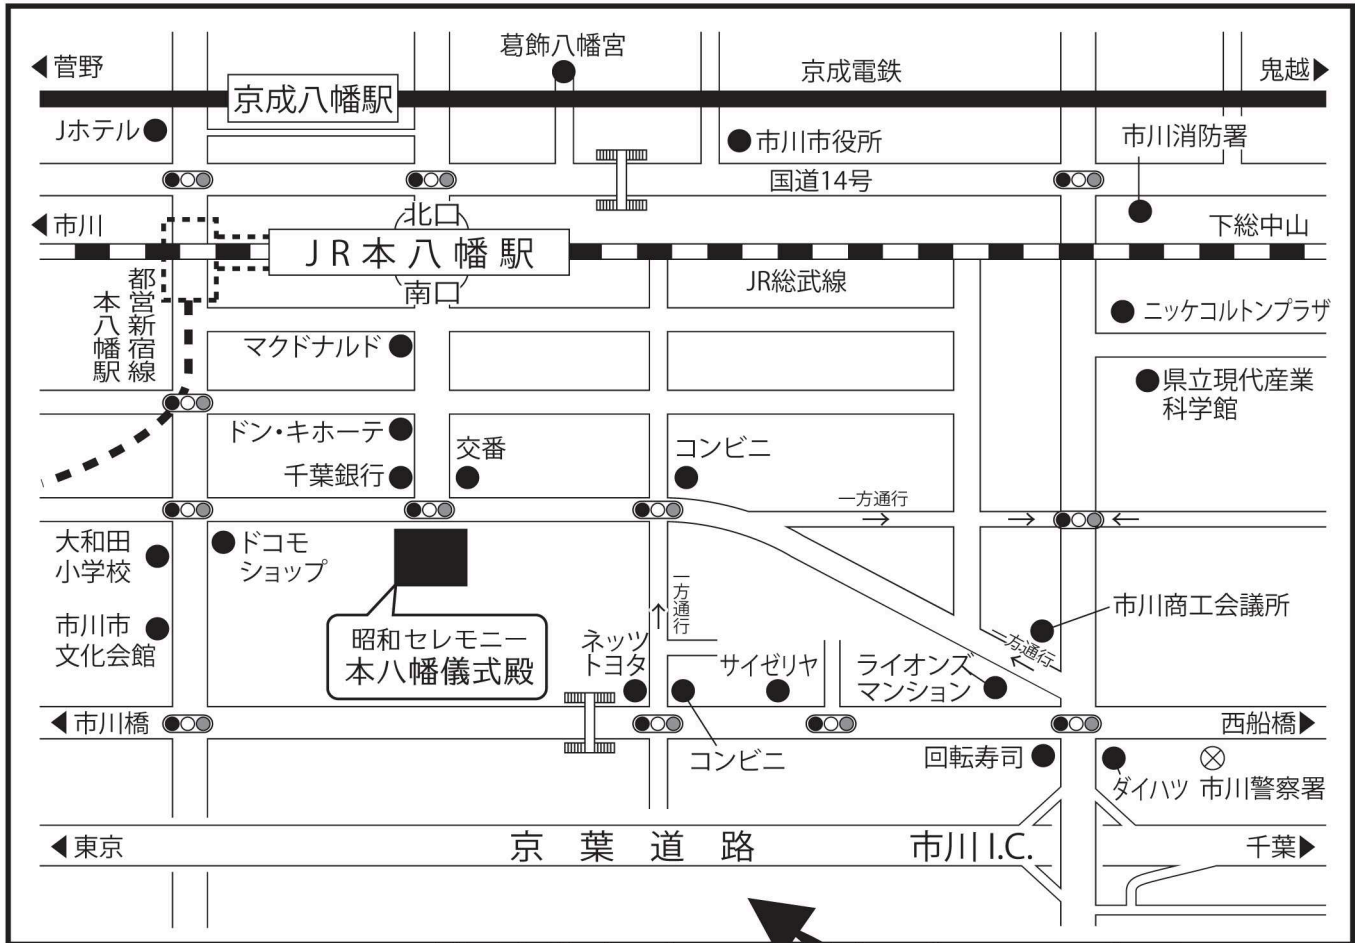 葛飾八幡宮
◀菅野
京成電鉄
鬼越▶
京成八幡駅
Jホテル
市川市役所
市川消防署
国道14号
北口
◀市川
下総中山
JR本八幡駅
JR総武線
南口
都営新宿線
本八幡駅
ニッケコルトンプラザ
マクドナルド
県立現代産業
科学館
ドン・キホーテ
交番
コンビニ
千葉銀行
一方通行
大和田
小学校
ドコモ
ショップ
一方通行
市川商工会議所
市川市
文化会館
昭和セレモニー
本八幡儀式殿
ネッツ
トヨタ
サイゼリヤ
ライオンズ
マンション
一方通行
◀市川橋
西船橋▶
コンビニ
回転寿司
ダイハツ
市川警察署
◀東京
京葉道路
市川I.C.
千葉▶